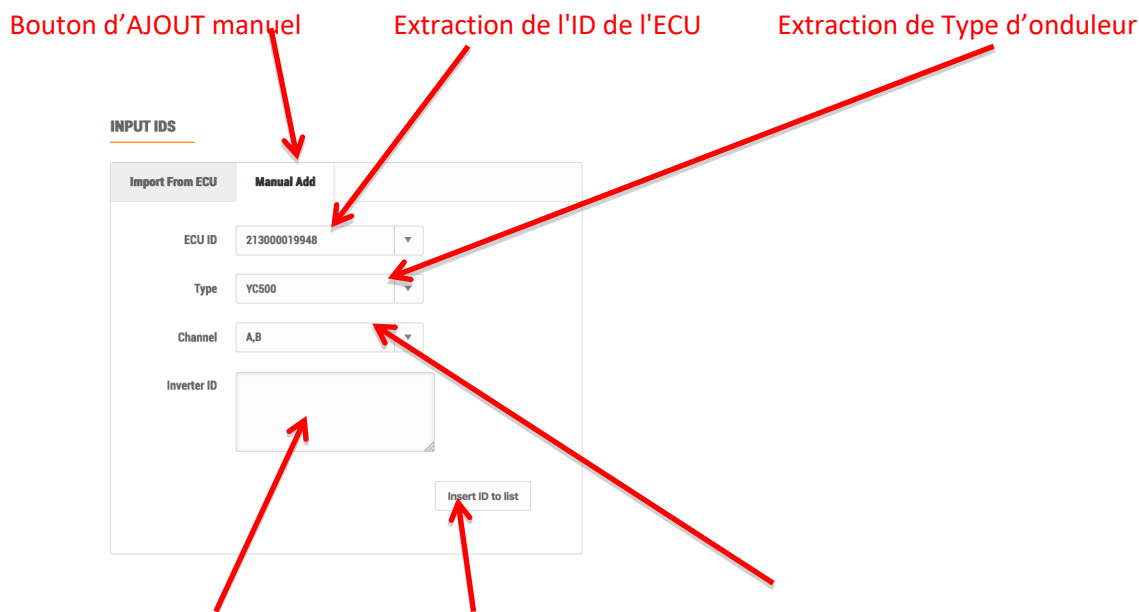 Bouton d’AJOUT manuel Extraction de l'ID de l'ECU Extraction de Type d’onduleur
INPUT IDS
Import From ECU Manual Add
ECU ID 213000019948
Type YC500
Channel A,B
Inverter ID
Insert ID to list